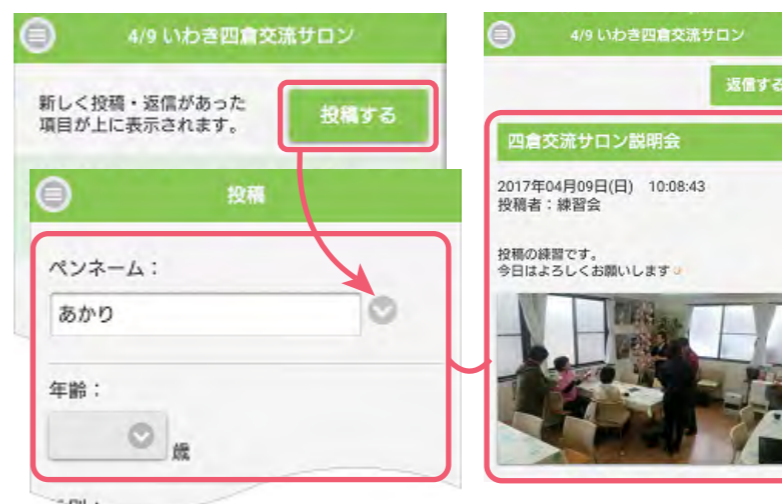 4/9 いわき四倉交流サロン
新しく投稿・返信があった
項目が上に表示されます。
投稿する
投稿
ペンネーム：
あかり
年齢：
歳
4/9 いわき四倉交流サロン
返信する
四倉交流サロン説明会
2017年04月09日(日) 10:08:43
投稿者：練習会
投稿の練習です。
今日はよろしくお願いします